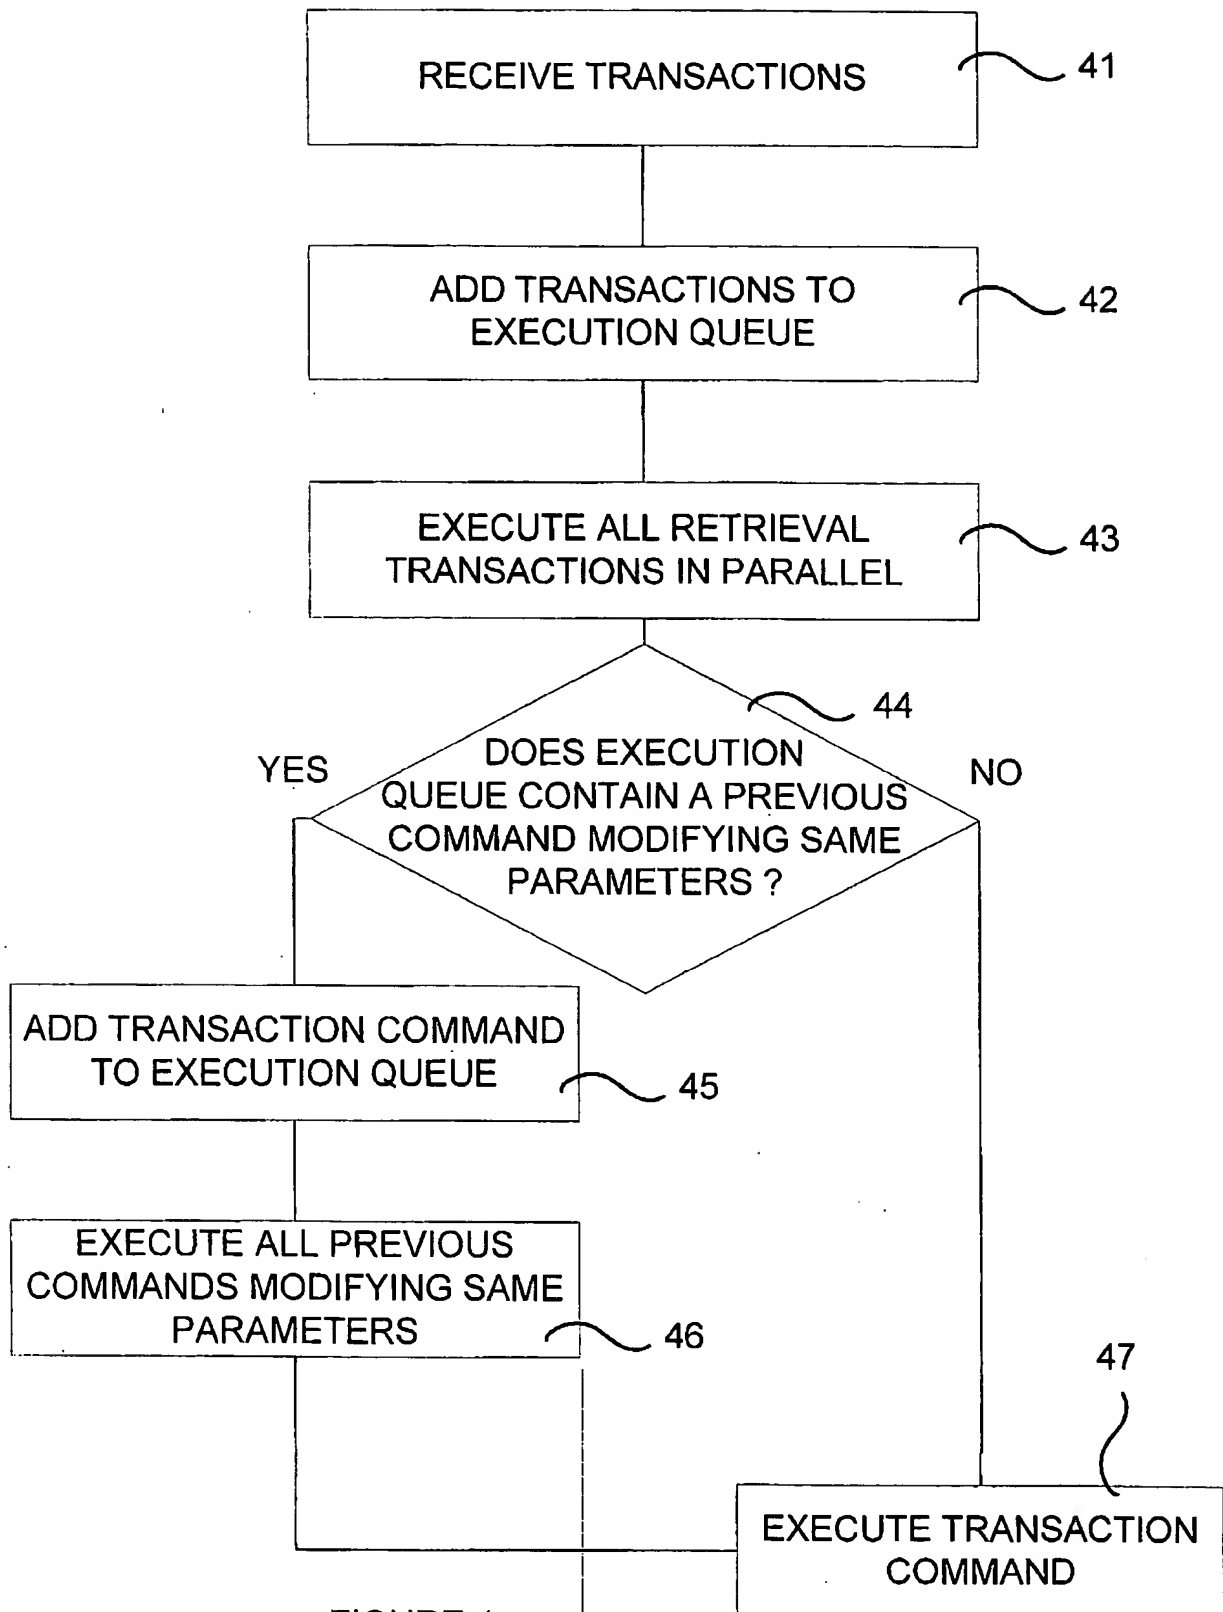 RECEIVE TRANSACTIONS
41
ADD TRANSACTIONS TO
EXECUTION QUEUE
42
EXECUTE ALL RETRIEVAL
TRANSACTIONS IN PARALLEL
43
44
DOES EXECUTION
QUEUE CONTAIN A PREVIOUS
COMMAND MODIFYING SAME
PARAMETERS ?
YES
NO
ADD TRANSACTION COMMAND
TO EXECUTION QUEUE
45
EXECUTE ALL PREVIOUS
COMMANDS MODIFYING SAME
PARAMETERS
46
47
EXECUTE TRANSACTION
COMMAND